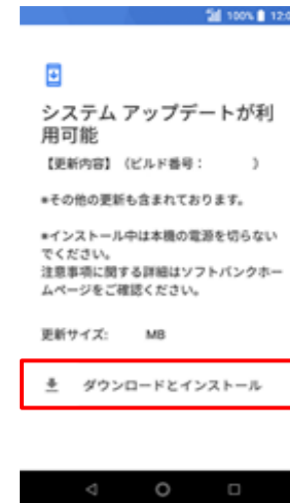 100% 12:0
システム アップデートが利
用可能
【更新内容】（ビルド番号： ）
*その他の更新も含まれております。
*インストール中は本機の電源を切らない
でください。
注意事項に関する詳細はソフトバンクホー
ムページをご確認ください。
更新サイズ: MB
ダウンロードとインストール